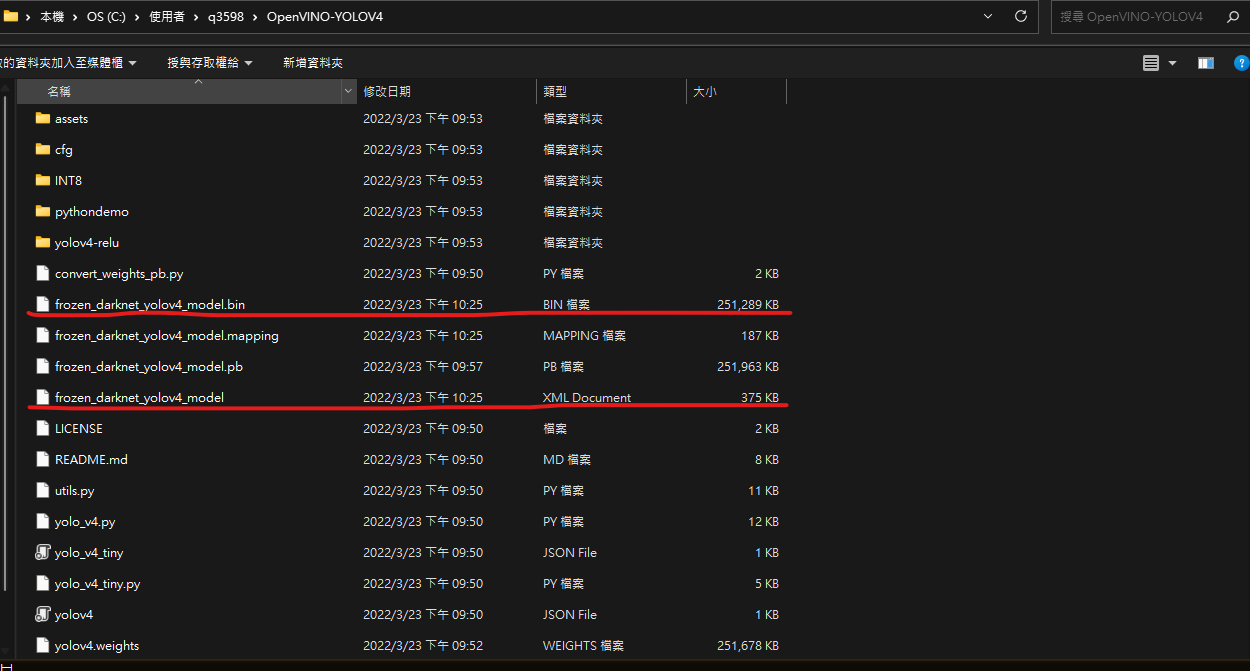 本機 › OS (C:) › 使用者 › q3598 › OpenVINO-YOLOV4
搜尋 OpenVINO-YOLOV4
的資料夾加入至媒體櫃 授與存取權給 新增資料夾
名稱 修改日期 類型 大小
assets 2022/3/23 下午 09:53 檔案資料夾
cfg 2022/3/23 下午 09:53 檔案資料夾
INT8 2022/3/23 下午 09:53 檔案資料夾
pythondemo 2022/3/23 下午 09:53 檔案資料夾
yolov4-relu 2022/3/23 下午 09:53 檔案資料夾
convert_weights_pb.py 2022/3/23 下午 09:50 PY 檔案 2 KB
frozen_darknet_yolov4_model.bin 2022/3/23 下午 10:25 BIN 檔案 251,289 KB
frozen_darknet_yolov4_model.mapping 2022/3/23 下午 10:25 MAPPING 檔案 187 KB
frozen_darknet_yolov4_model.pb 2022/3/23 下午 09:57 PB 檔案 251,963 KB
frozen_darknet_yolov4_model 2022/3/23 下午 10:25 XML Document 375 KB
LICENSE 2022/3/23 下午 09:50 檔案 2 KB
README.md 2022/3/23 下午 09:50 MD 檔案 8 KB
utils.py 2022/3/23 下午 09:50 PY 檔案 11 KB
yolo_v4.py 2022/3/23 下午 09:50 PY 檔案 12 KB
yolo_v4_tiny 2022/3/23 下午 09:50 JSON File 1 KB
yolo_v4_tiny.py 2022/3/23 下午 09:50 PY 檔案 5 KB
yolov4 2022/3/23 下午 09:50 JSON File 1 KB
yolov4.weights 2022/3/23 下午 09:52 WEIGHTS 檔案 251,678 KB